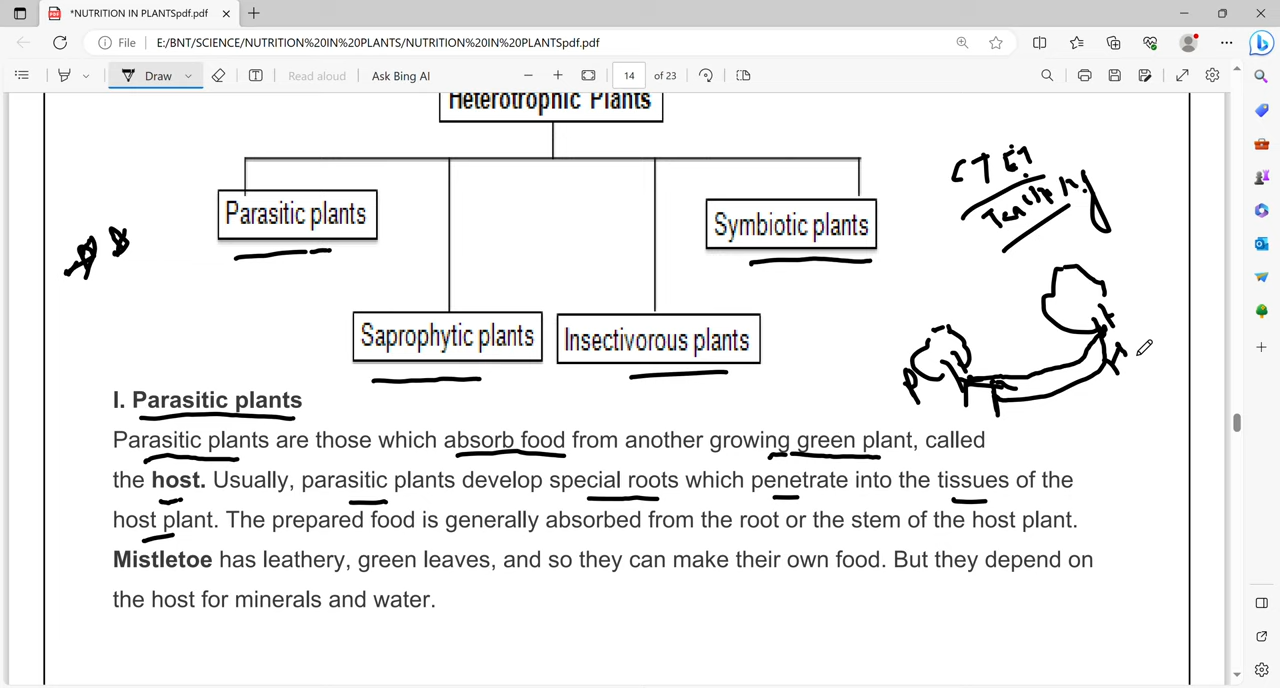 *NUTRITION IN PLANTSpdf.pdf
File E:/BNT/SCIENCE/NUTRITION%20IN%20PLANTS/NUTRITION%20IN%20PLANTSpdf.pdf
Draw Read aloud Ask Bing AI 14 of 23
Heterotrophic Plants
CTET
Parasitic plants
Symbiotic plants
Saprophytic plants
Insectivorous plants
P
H
I. Parasitic plants
Parasitic plants are those which absorb food from another growing green plant, called
the host. Usually, parasitic plants develop special roots which penetrate into the tissues of the
host plant. The prepared food is generally absorbed from the root or the stem of the host plant.
Mistletoe has leathery, green leaves, and so they can make their own food. But they depend on
the host for minerals and water.